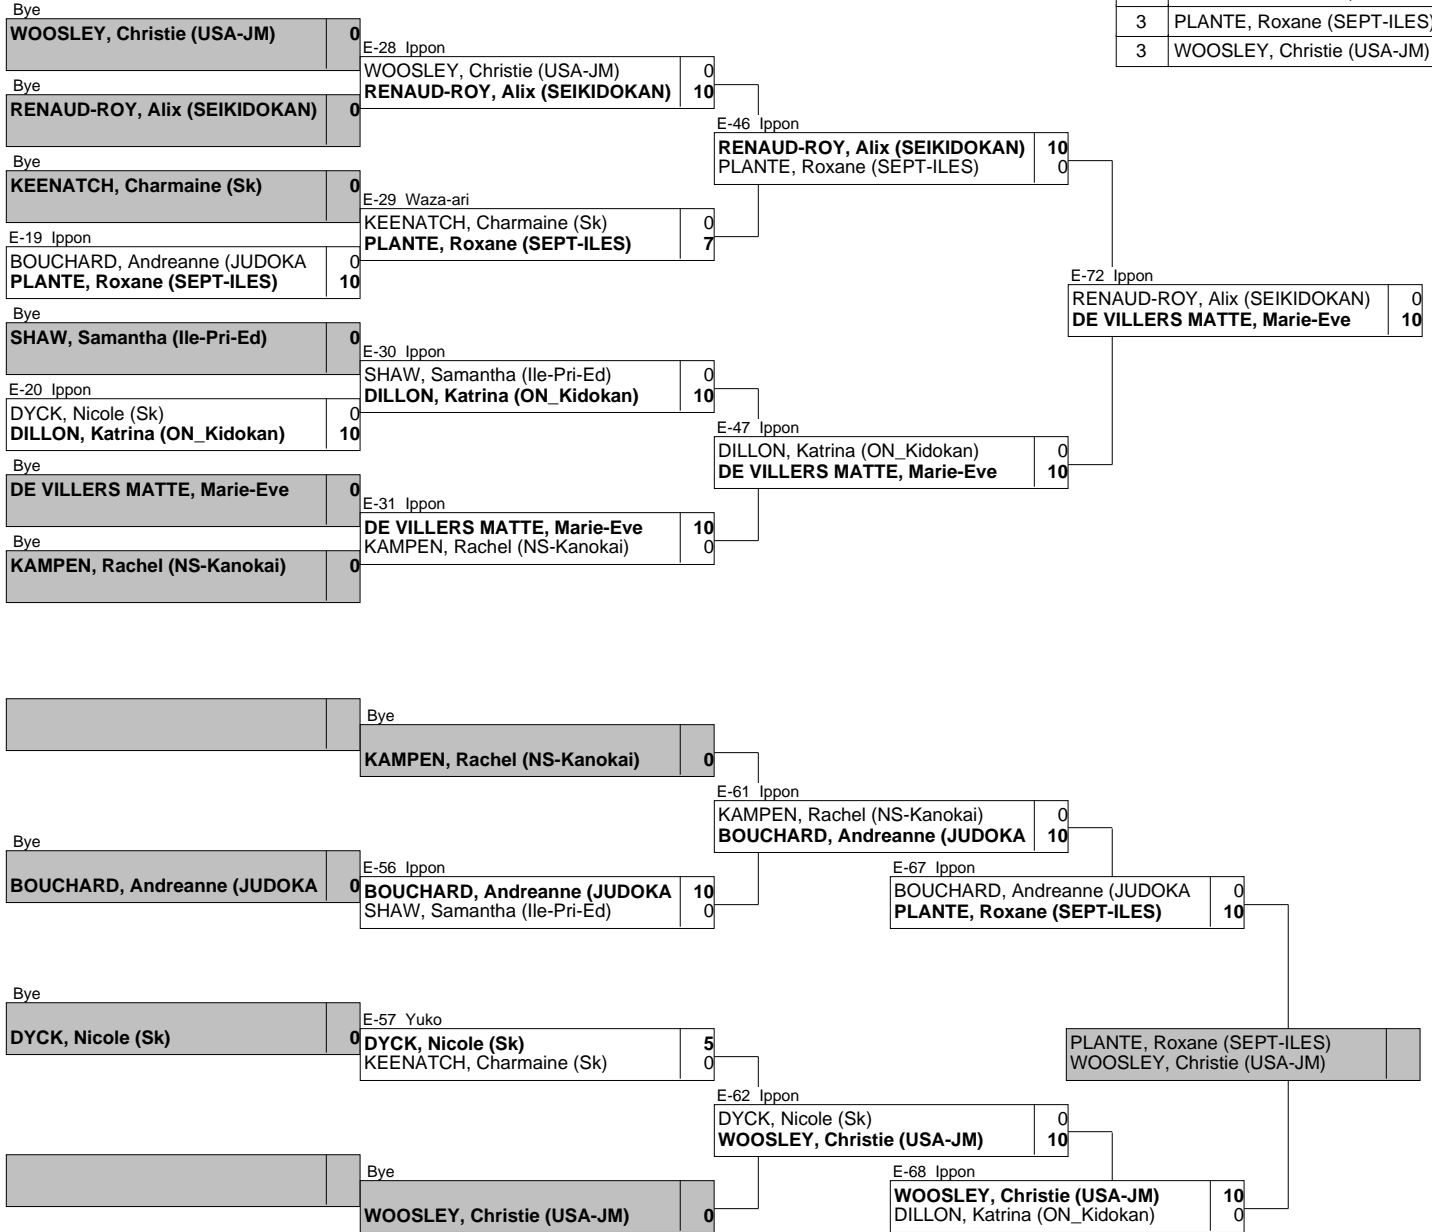 3 PLANTE, Roxane (SEPT-ILES)
3 WOOSLEY, Christie (USA-JM)
Bye
WOOSLEY, Christie (USA-JM) 0
E-28 Ippon
WOOSLEY, Christie (USA-JM) 0
RENAUD-ROY, Alix (SEIKIDOKAN) 10
Bye
RENAUD-ROY, Alix (SEIKIDOKAN) 0
E-46 Ippon
RENAUD-ROY, Alix (SEIKIDOKAN) 10
PLANTE, Roxane (SEPT-ILES) 0
Bye
KEENATCH, Charmaine (Sk) 0
E-29 Waza-ari
KEENATCH, Charmaine (Sk) 0
PLANTE, Roxane (SEPT-ILES) 7
E-19 Ippon
BOUCHARD, Andreanne (JUDOKA 0
PLANTE, Roxane (SEPT-ILES) 10
E-72 Ippon
RENAUD-ROY, Alix (SEIKIDOKAN) 0
DE VILLERS MATTE, Marie-Eve 10
Bye
SHAW, Samantha (Ile-Pri-Ed) 0
E-30 Ippon
SHAW, Samantha (Ile-Pri-Ed) 0
DILLON, Katrina (ON_Kidokan) 10
E-20 Ippon
DYCK, Nicole (Sk) 0
DILLON, Katrina (ON_Kidokan) 10
E-47 Ippon
DILLON, Katrina (ON_Kidokan) 0
DE VILLERS MATTE, Marie-Eve 10
Bye
DE VILLERS MATTE, Marie-Eve 0
E-31 Ippon
DE VILLERS MATTE, Marie-Eve 10
KAMPEN, Rachel (NS-Kanokai) 0
Bye
KAMPEN, Rachel (NS-Kanokai) 0
Bye
KAMPEN, Rachel (NS-Kanokai) 0
E-61 Ippon
KAMPEN, Rachel (NS-Kanokai) 0
BOUCHARD, Andreanne (JUDOKA 10
Bye
BOUCHARD, Andreanne (JUDOKA 0
E-56 Ippon
BOUCHARD, Andreanne (JUDOKA 10
SHAW, Samantha (Ile-Pri-Ed) 0
E-67 Ippon
BOUCHARD, Andreanne (JUDOKA 0
PLANTE, Roxane (SEPT-ILES) 10
Bye
DYCK, Nicole (Sk) 0
E-57 Yuko
DYCK, Nicole (Sk) 5
KEENATCH, Charmaine (Sk) 0
PLANTE, Roxane (SEPT-ILES)
WOOSLEY, Christie (USA-JM)
E-62 Ippon
DYCK, Nicole (Sk) 0
WOOSLEY, Christie (USA-JM) 10
Bye
WOOSLEY, Christie (USA-JM) 0
E-68 Ippon
WOOSLEY, Christie (USA-JM) 10
DILLON, Katrina (ON_Kidokan) 0